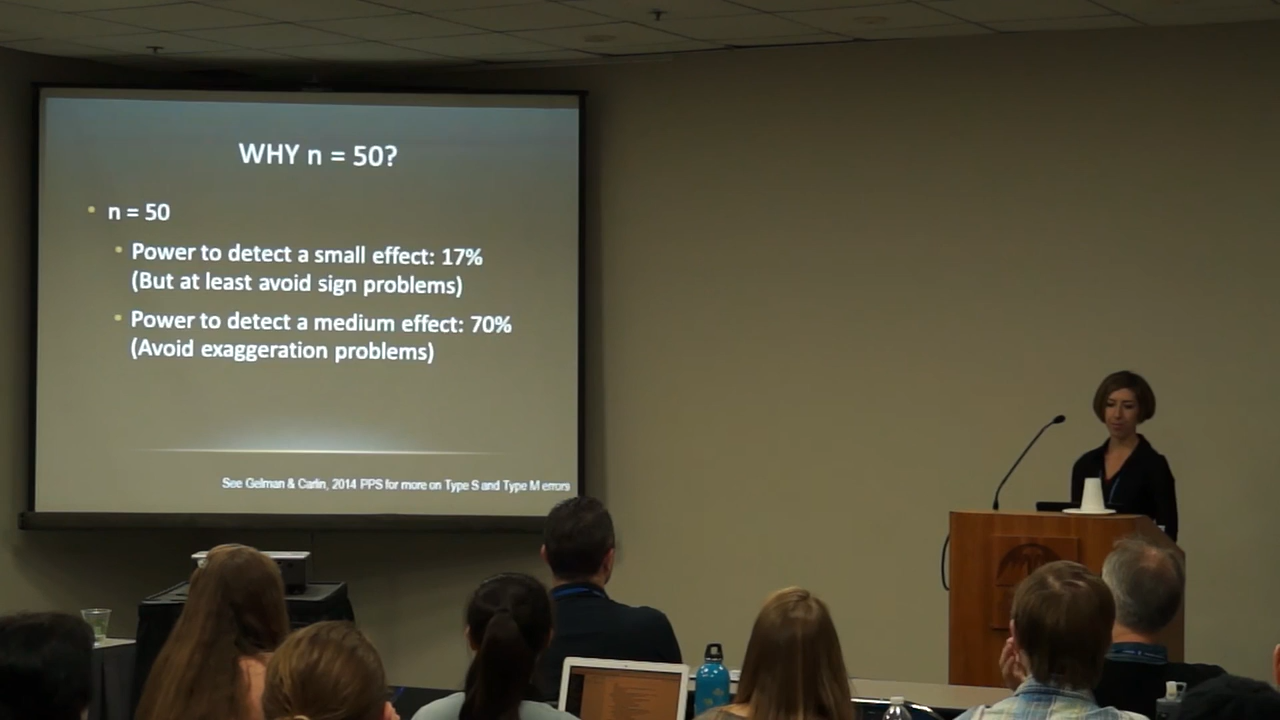 WHY n = 50?
n = 50
Power to detect a small effect: 17%
(But at least avoid sign problems)
Power to detect a medium effect: 70%
(Avoid exaggeration problems)
See Gelman & Carlin, 2014 PPS for more on Type S and Type M errors